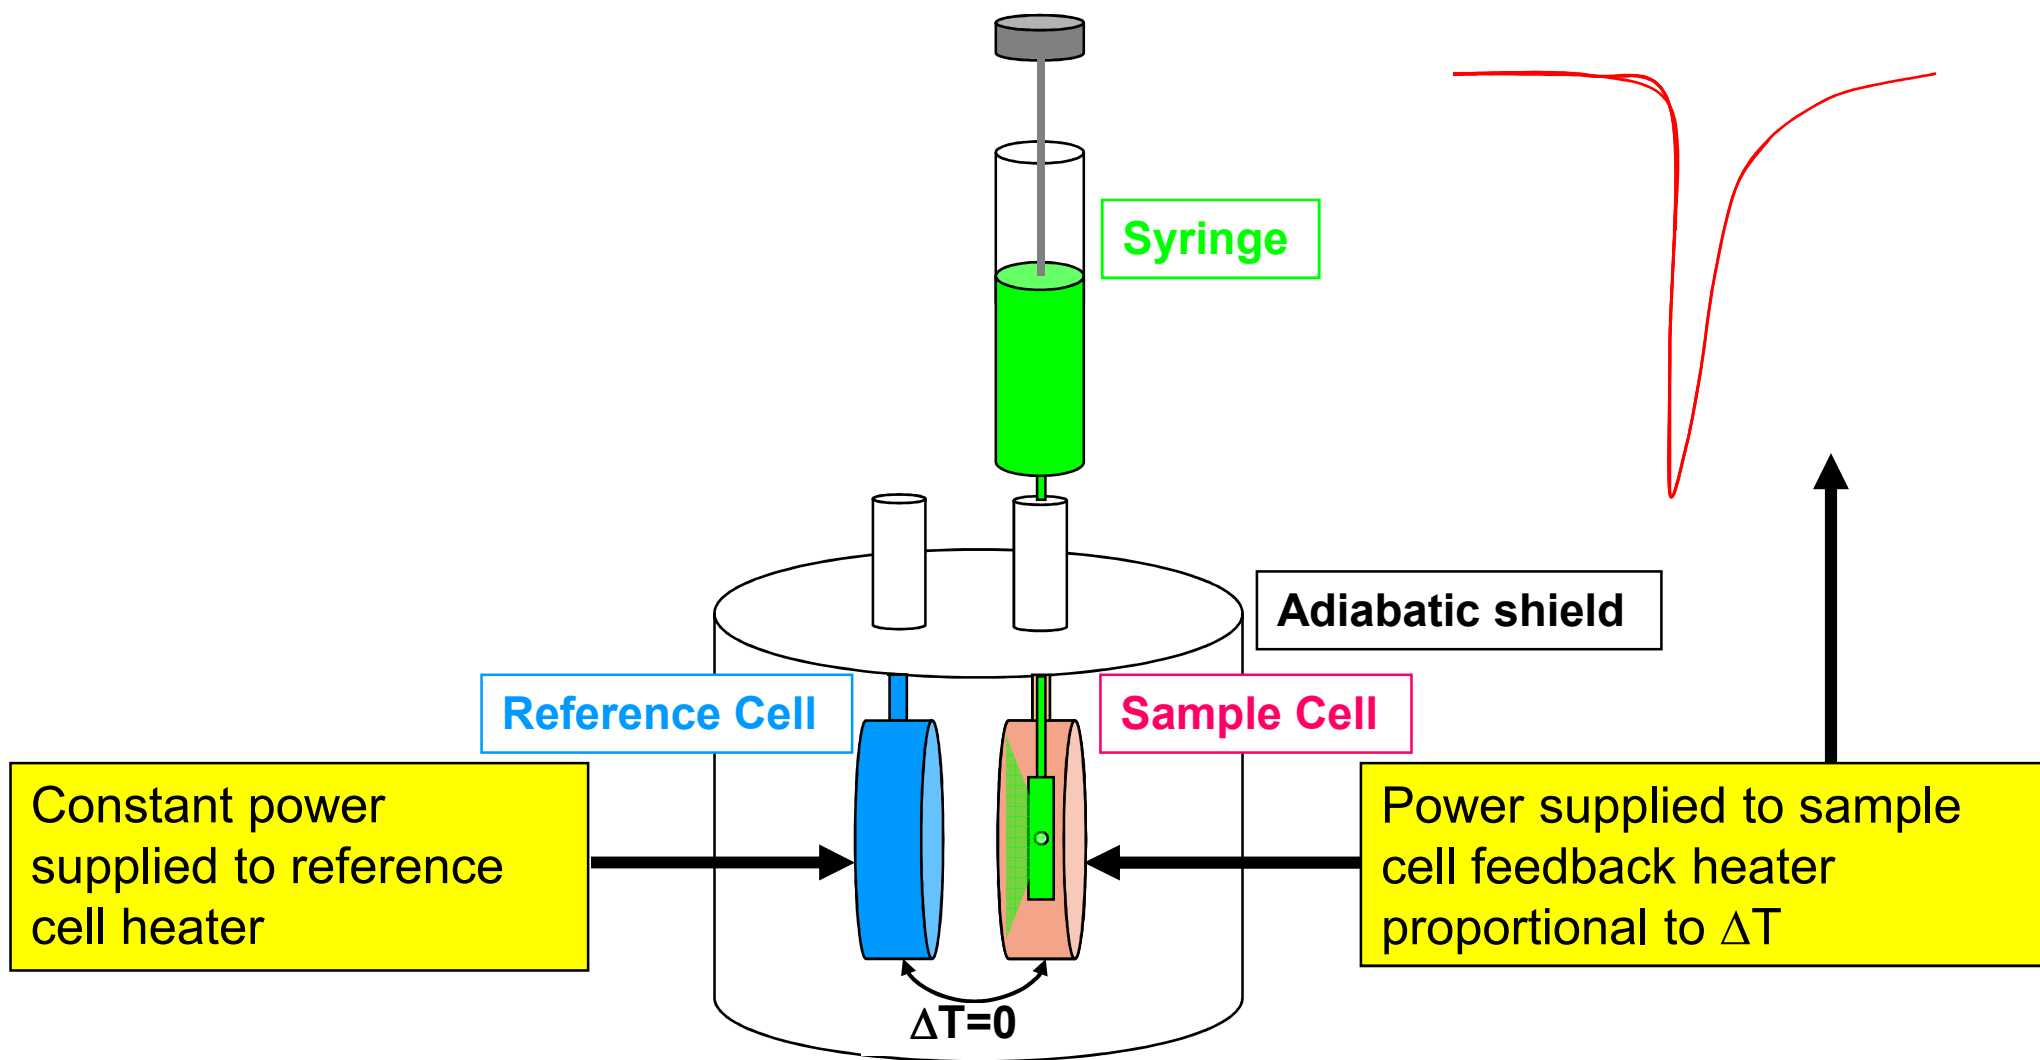 Syringe
Adiabatic shield
Reference Cell
Sample Cell
Constant power
supplied to reference
cell heater
Power supplied to sample
cell feedback heater
proportional to ΔT
ΔT=0